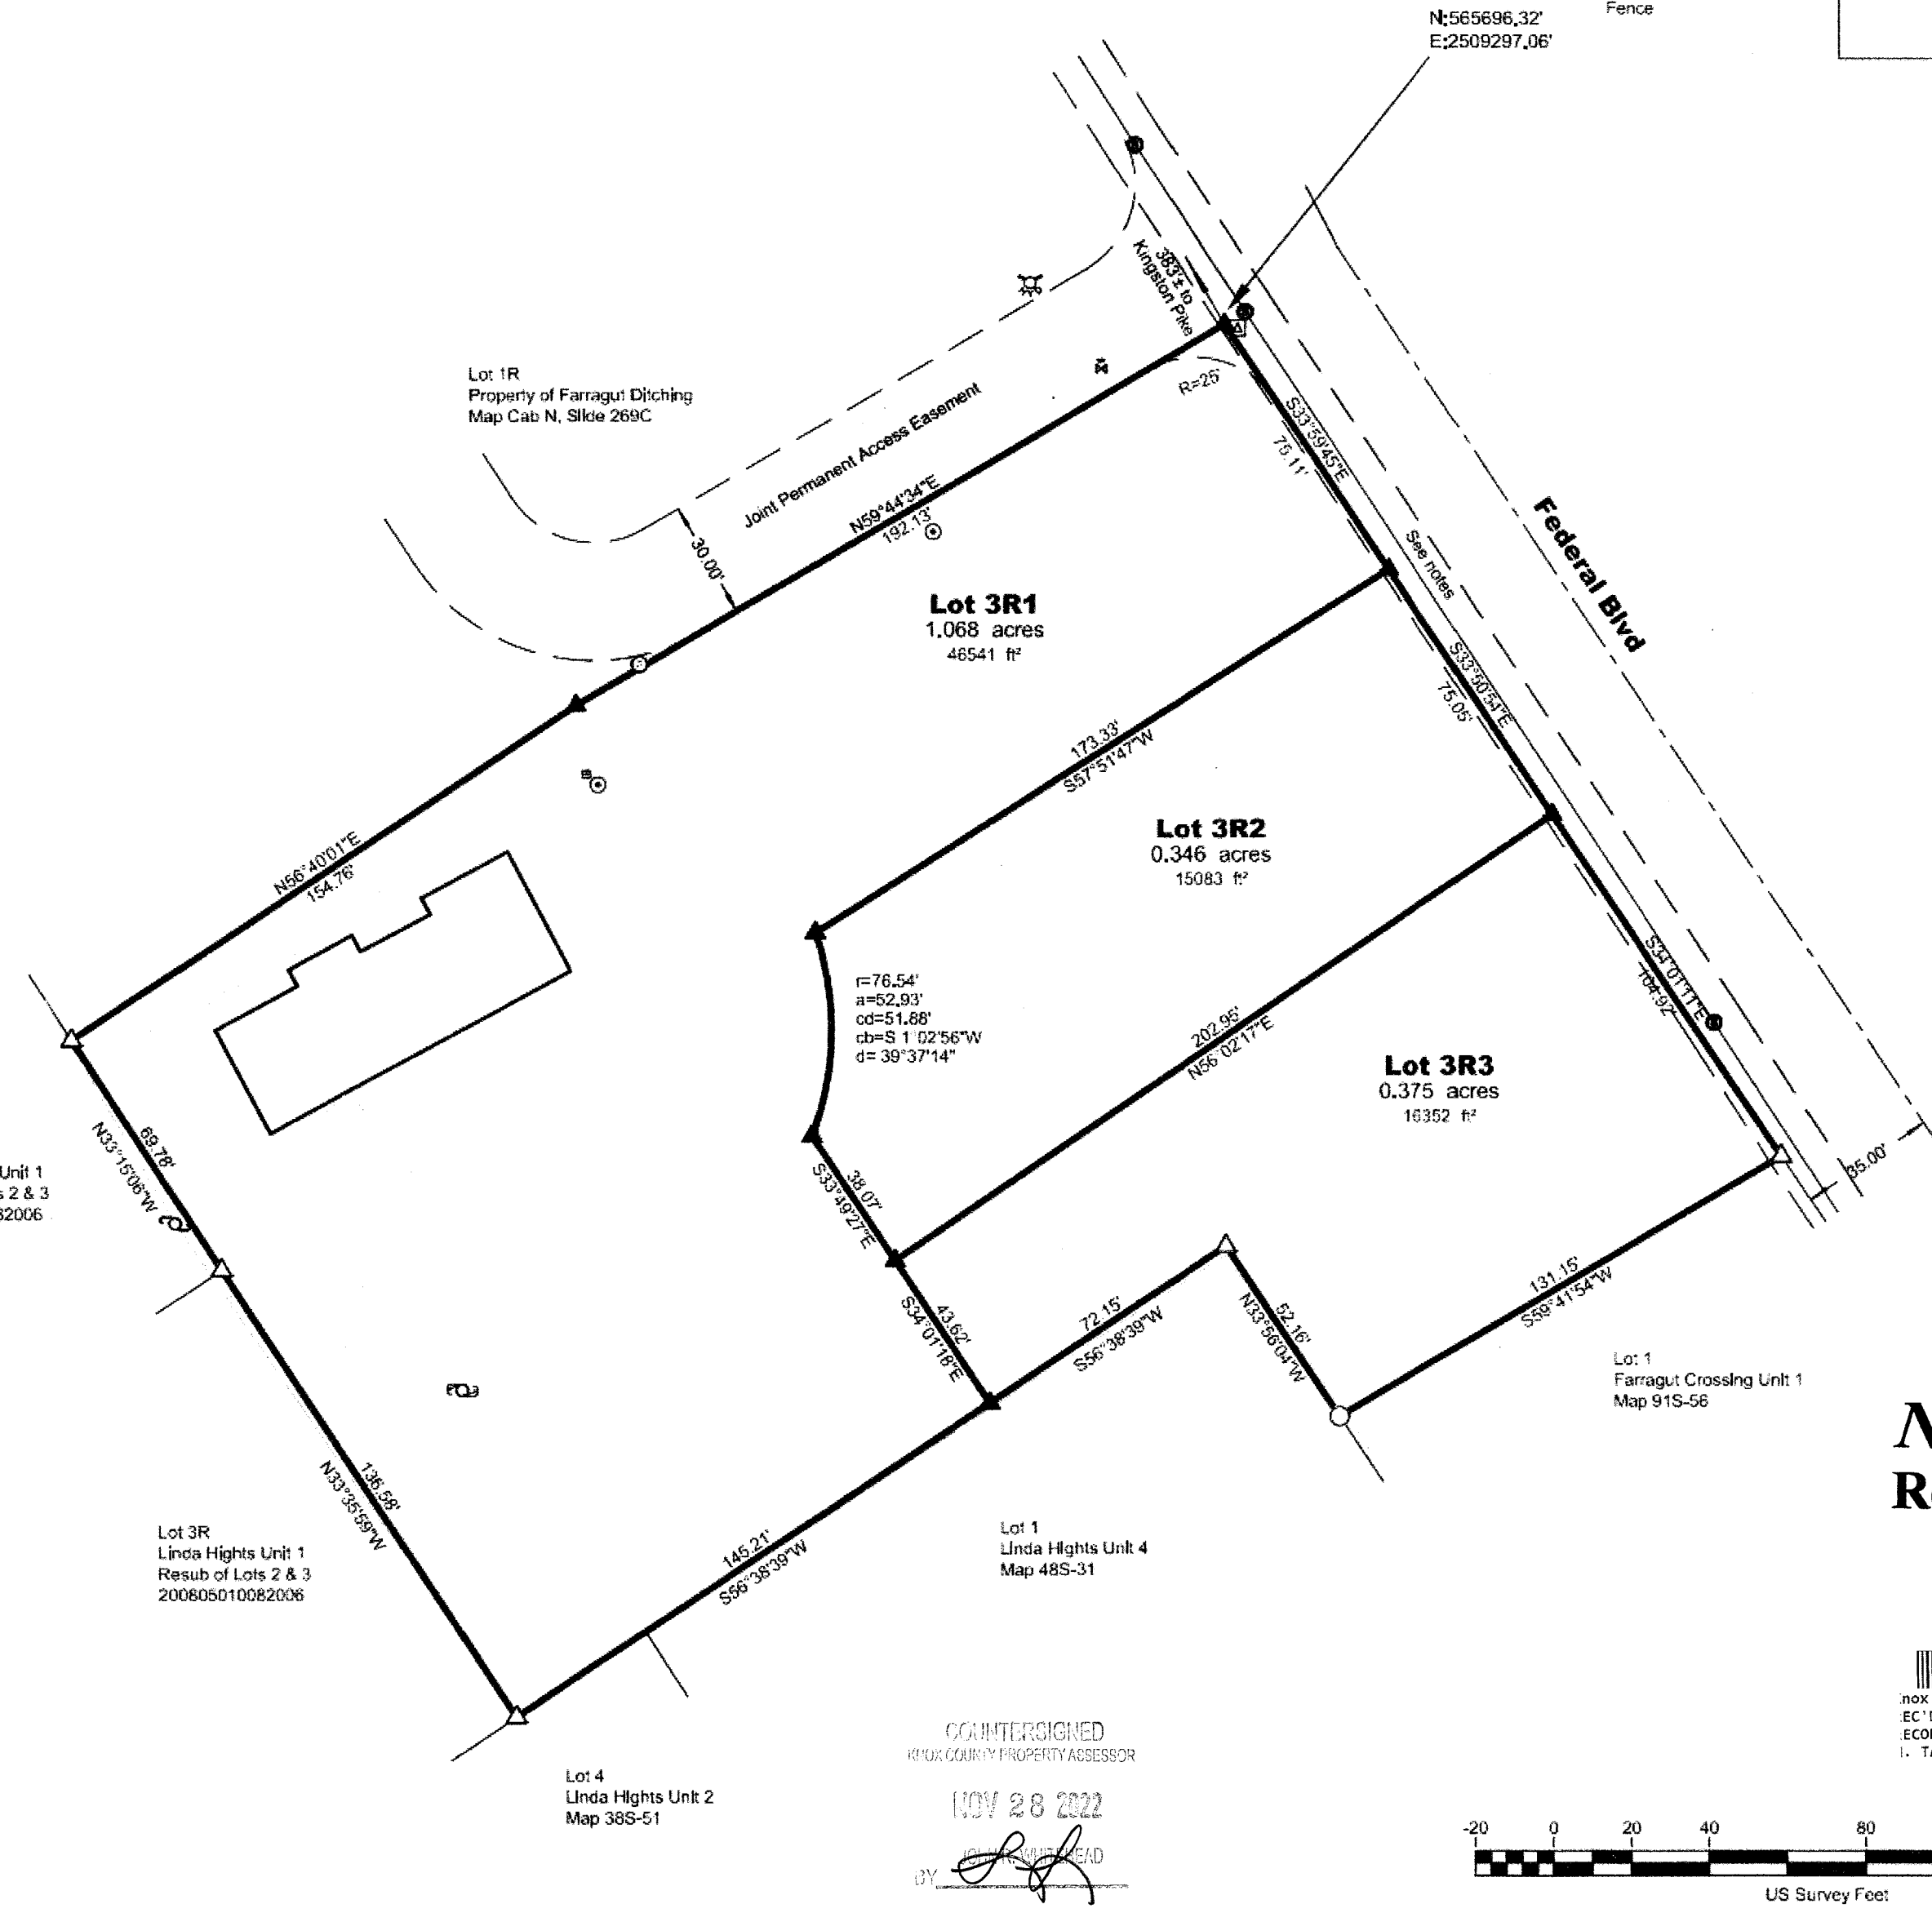 N:565696.32'
E:2509297.06'
Fence
383'± to
Kingston Pike
R=25'
Lot 1R
Property of Farragut Ditching
Map Cab N, Slide 269C
Joint Permanent Access Easement
N59°44'34"E
192.13'
30.00'
S33°59'45"E
75.11'
See notes
Federal Blvd
Lot 3R1
1.068 acres
46541 ft²
173.33'
S57°51'47"W
S33°50'54"E
75.05'
Lot 3R2
0.346 acres
15083 ft²
N56°40'01"E
154.76'
r=76.54'
a=52.93'
cd=51.88'
cb=S 1°02'56"W
d= 39°37'14"
202.95'
N56°02'17"E
S34°01'11"E
104.92'
Lot 3R3
0.375 acres
16352 ft²
69.78'
N33°15'06"W
Unit 1
s 2 & 3
82006
38.07'
S33°49'27"E
35.00'
43.62'
S34°01'18"E
72.15'
S56°38'39"W
52.16'
N33°56'04"W
131.15'
S59°41'54"W
Lot 1
Farragut Crossing Unit 1
Map 91S-56
136.58'
N33°35'59"W
Lot 3R
Linda Hights Unit 1
Resub of Lots 2 & 3
200805010082006
145.21'
S56°38'39"W
Lot 1
Linda Hights Unit 4
Map 48S-31
Lot 4
Linda Hights Unit 2
Map 38S-51
COUNTERSIGNED
KNOX COUNTY PROPERTY ASSESSOR
NOV 28 2022
JOHN R. WHITEHEAD
BY
-20 0 20 40 80
US Survey Feet